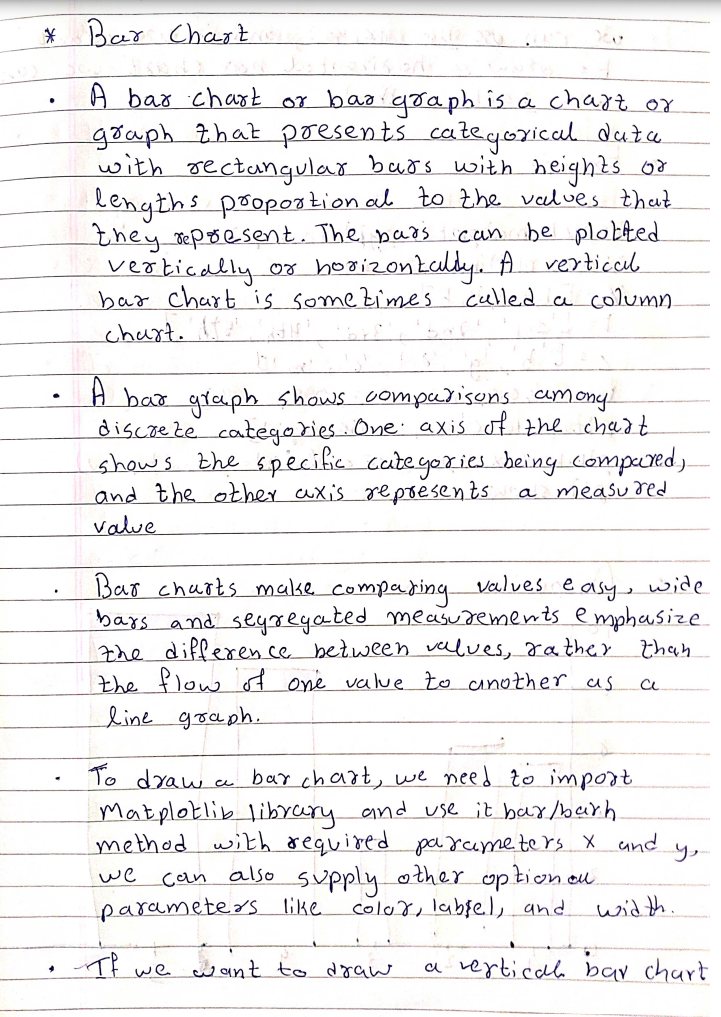 * Bar Chart
• A bar chart or bar graph is a chart or
graph that presents categorical data
with rectangular bars with heights or
lengths proportional to the values that
they represent. The bars can be plotted
vertically or horizontally. A vertical
bar chart is sometimes called a column
chart.
• A bar graph shows comparisons among
discrete categories. One axis of the chart
shows the specific categories being compared,
and the other axis represents a measured
value
• Bar charts make comparing values easy, wide
bars and segregated measurements emphasize
the difference between values, rather than
the flow of one value to another as a
line graph.
• To draw a bar chart, we need to import
Matplotlib library and use it bar/barh
method with required parameters x and y,
we can also supply other optional
parameters like color, label, and width.
• If we want to draw a vertical bar chart